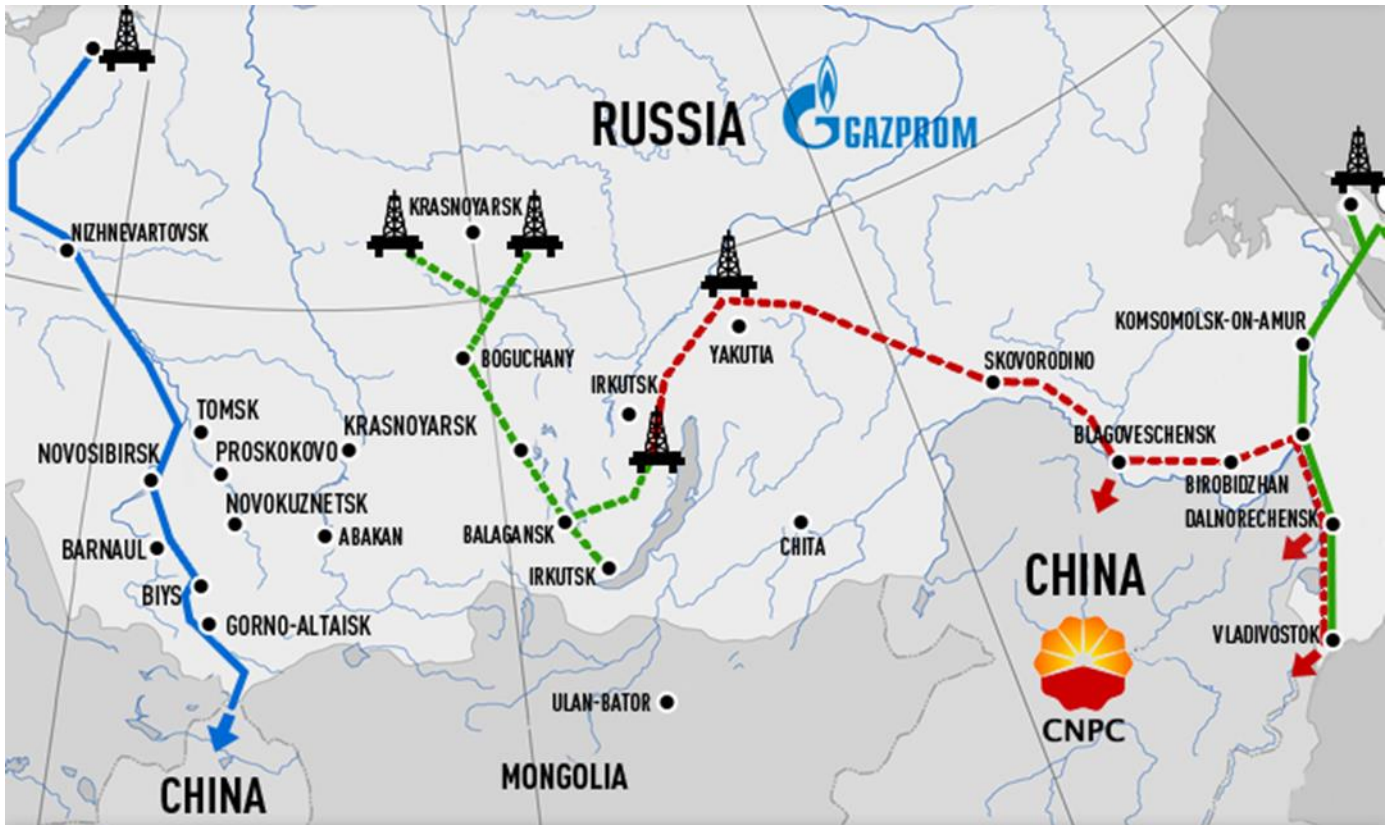 RUSSIA
GAZPROM
KRASNOYARSK
NIZHNEVARTOVSK
KOMSOMOLSK-ON-AMUR
BOGUCHANY
YAKUTIA
SKOVORODINO
IRKUTSK
TOMSK
KRASNOYARSK
BLAGOVESCHENSK
NOVOSIBIRSK
PROSKOKOVO
BIROBIDZHAN
NOVOKUZNETSK
DALNORECHENSK
BALAGANSK
ABAKAN
BARNAUL
CHITA
IRKUTSK
CHINA
BIYS
GORNO-ALTAISK
VLADIVOSTOK
ULAN-BATOR
CNPC
MONGOLIA
CHINA